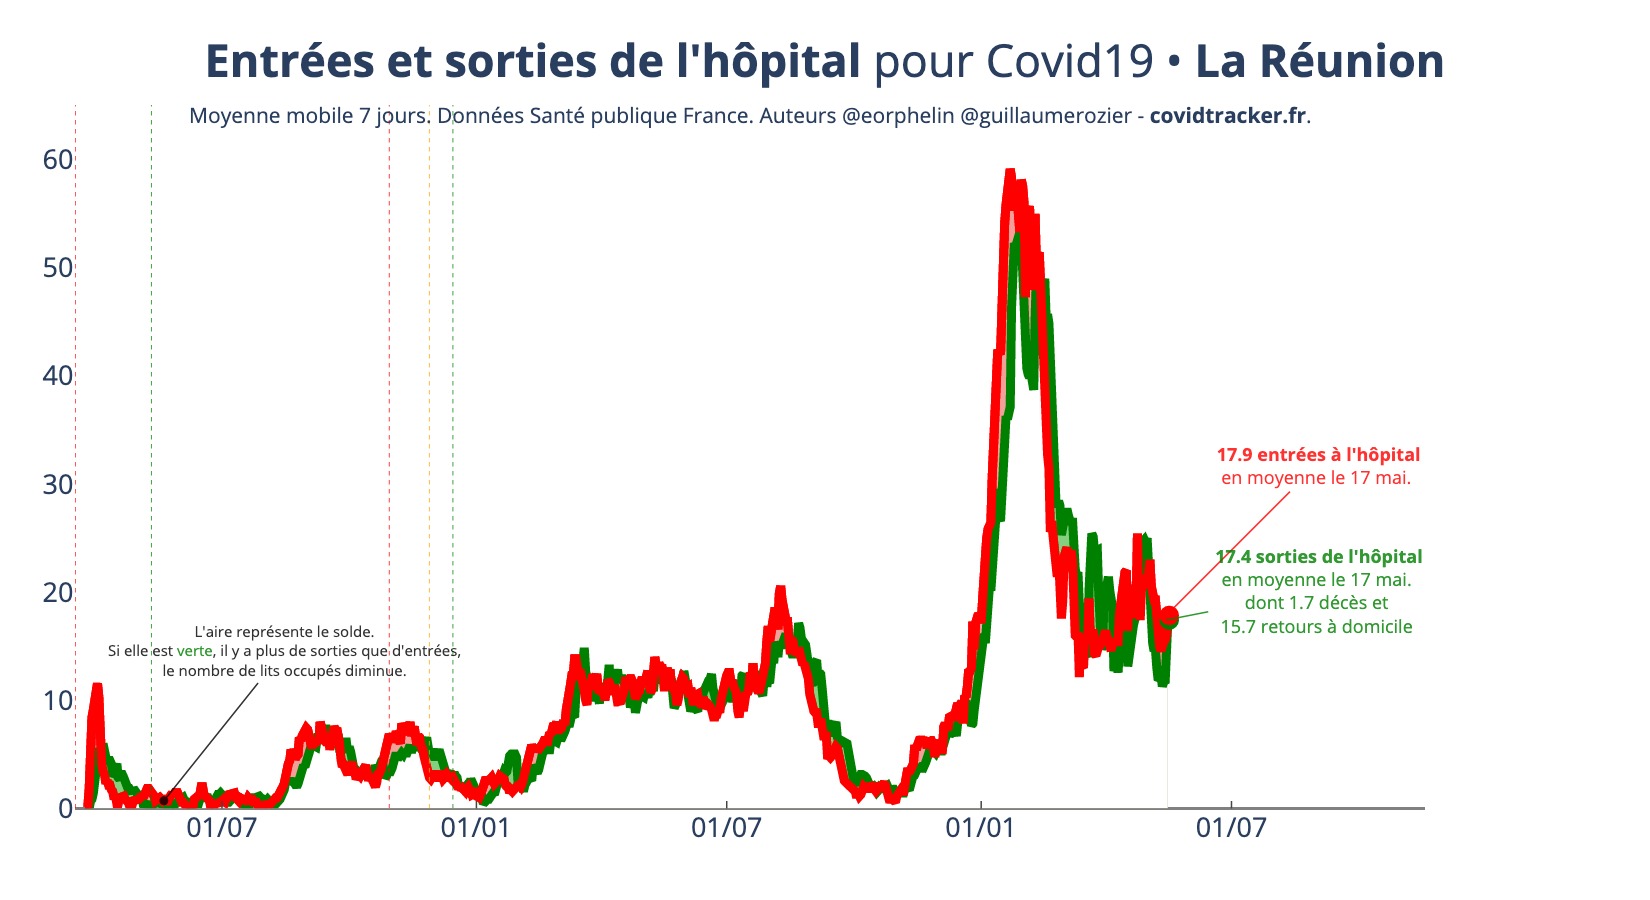 Entrées et sorties de l'hôpital pour Covid19 • La Réunion
Moyenne mobile 7 jours. Données Santé publique France. Auteurs @eorphelin @guillaumerozier - covidtracker.fr.
60
50
40
30
20
10
0
17.9 entrées à l'hôpital
en moyenne le 17 mai.
17.4 sorties de l'hôpital
en moyenne le 17 mai.
dont 1.7 décès et
15.7 retours à domicile
L'aire représente le solde.
Si elle est verte, il y a plus de sorties que d'entrées,
le nombre de lits occupés diminue.
01/07
01/01
01/07
01/01
01/07